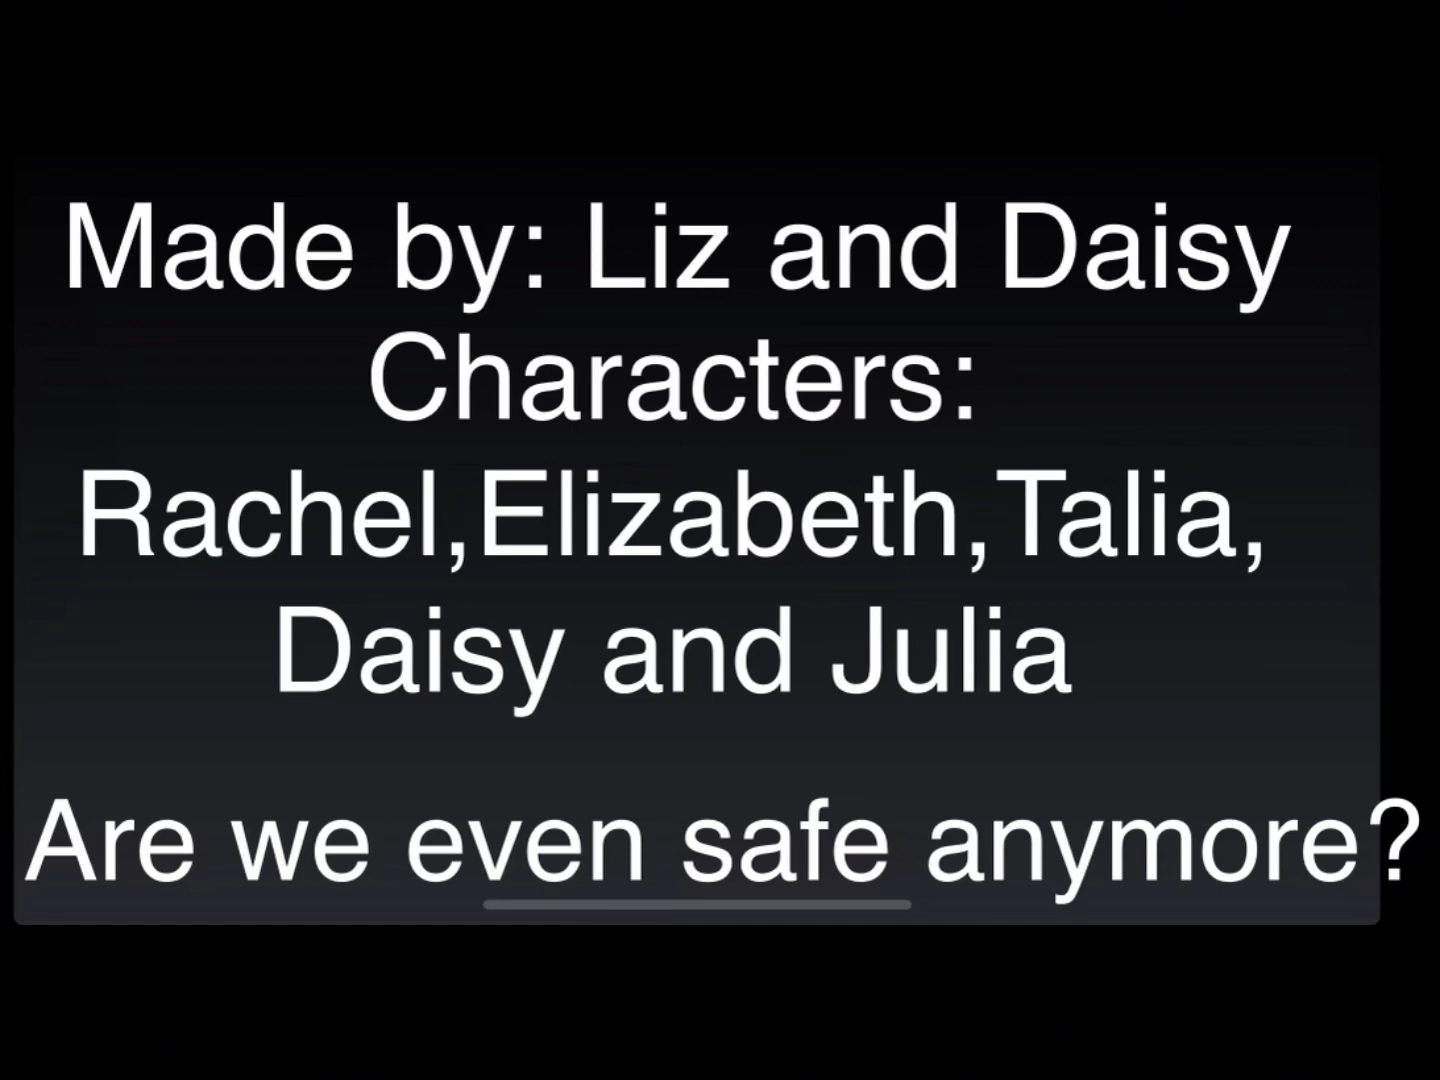 Made by: Liz and Daisy
Characters:
Rachel,Elizabeth,Talia,
Daisy and Julia
Are we even safe anymore?